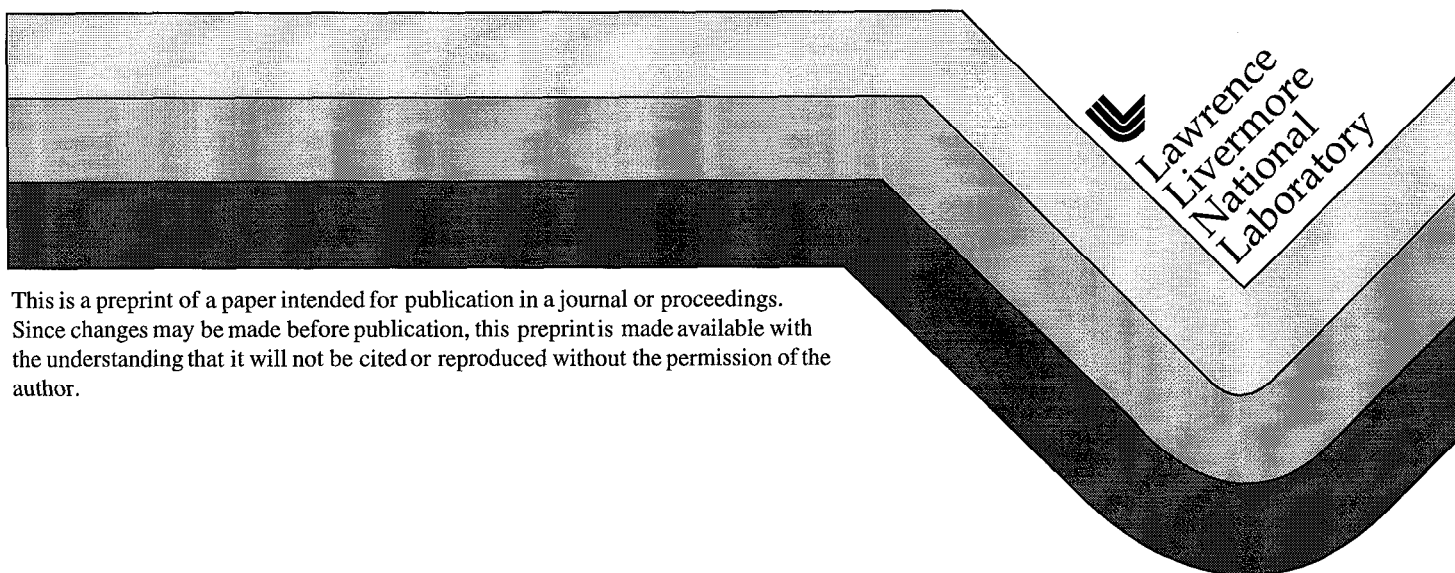 Lawrence
Livermore
National
Laboratory
This is a preprint of a paper intended for publication in a journal or proceedings.
Since changes may be made before publication, this preprint is made available with
the understanding that it will not be cited or reproduced without the permission of the
author.